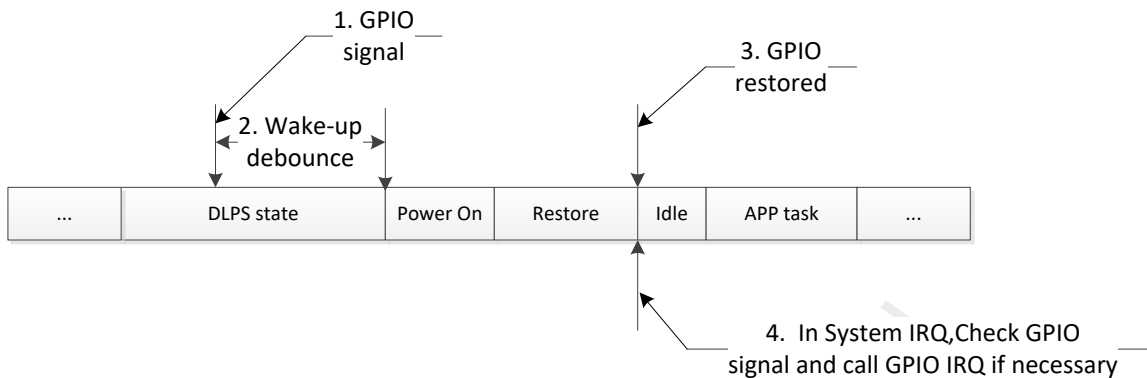 1. GPIO
signal
3. GPIO
restored
2. Wake-up
debounce
...
DLPS state
Power On
Restore
Idle
APP task
...
4.  In System IRQ,Check GPIO
signal and call GPIO IRQ if necessary